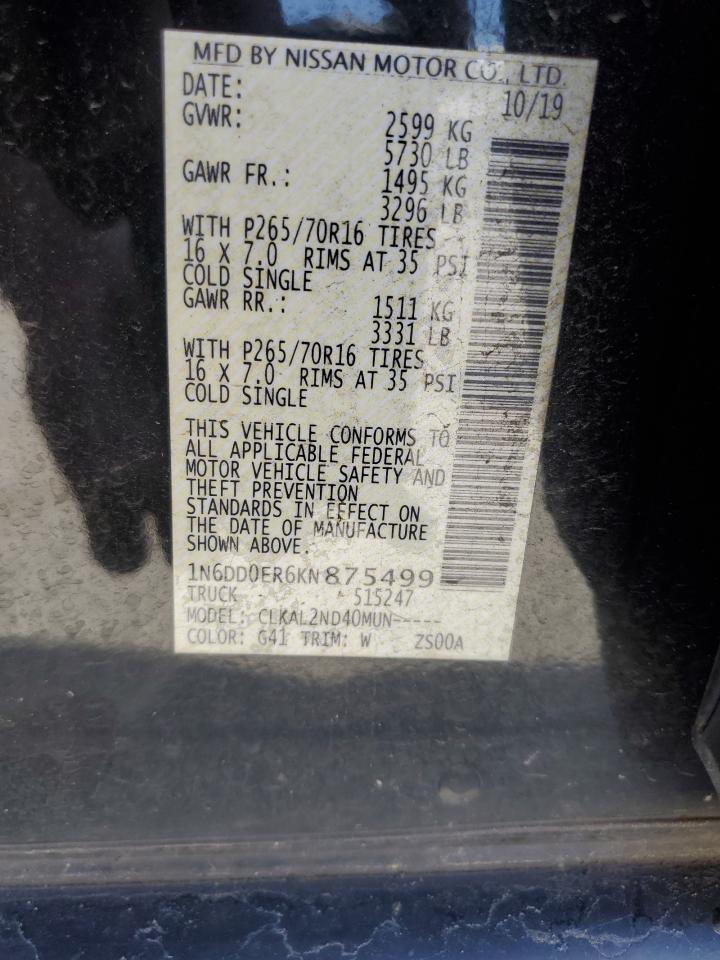 MFD BY NISSAN MOTOR CO., LTD.
DATE: 10/19
GVWR: 2599 KG
5730 LB
GAWR FR.: 1495 KG
3296 LB
WITH P265/70R16 TIRES
16 X 7.0 RIMS AT 35 PSI
COLD SINGLE
GAWR RR.: 1511 KG
3331 LB
WITH P265/70R16 TIRES
16 X 7.0 RIMS AT 35 PSI
COLD SINGLE
THIS VEHICLE CONFORMS TO
ALL APPLICABLE FEDERAL
MOTOR VEHICLE SAFETY AND
THEFT PREVENTION
STANDARDS IN EFFECT ON
THE DATE OF MANUFACTURE
SHOWN ABOVE.
1N6DD0ER6KN875499
TRUCK 515247
MODEL: CLKAL2ND40MUN-----
COLOR: G41 TRIM: W ZS00A